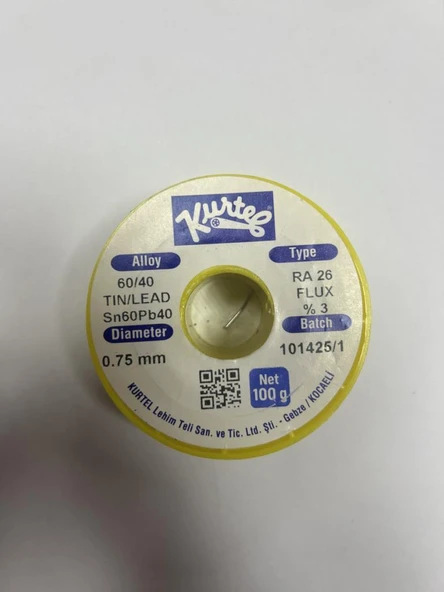 Kurtel
Alloy
60/40
TIN/LEAD
Sn60Pb40
Diameter
0.75 mm
Type
RA 26
FLUX
% 3
Batch
101425/1
Net
100 g
KURTEL Lehim Teli San. ve Tic. Ltd. Şti. - Gebze / KOCAELİ